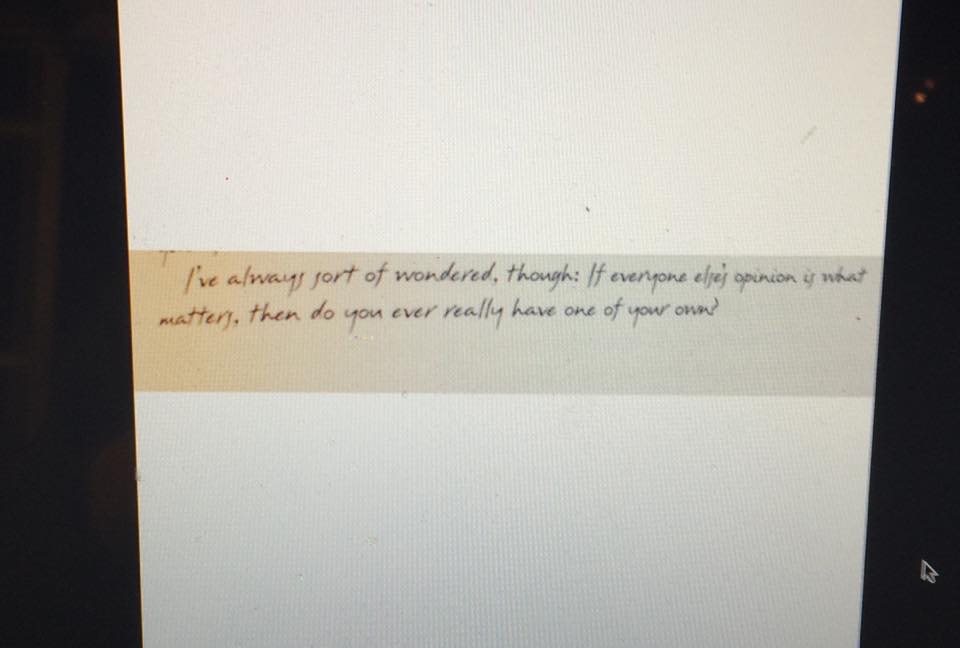 I've always sort of wondered, though: If everyone else's opinion is what
matters, then do you ever really have one of your own?